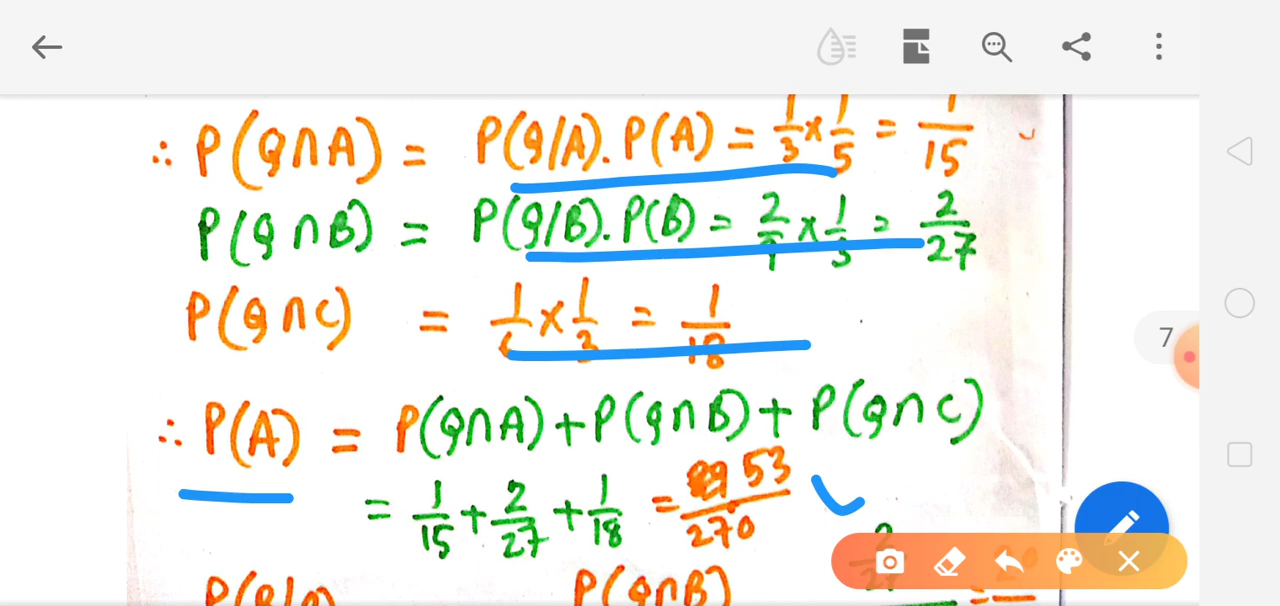 ∴ P(Q∩A) = P(Q/A). P(A) = 1/3 × 1/5 = 1/15
P(Q∩B) = P(Q/B). P(B) = 2/9 × 1/3 = 2/27
P(Q∩C) = 1/6 × 1/3 = 1/18
7
∴ P(A) = P(Q∩A) + P(Q∩B) + P(Q∩C)
= 1/15 + 2/27 + 1/18 = 53/270
P(Q∩B)